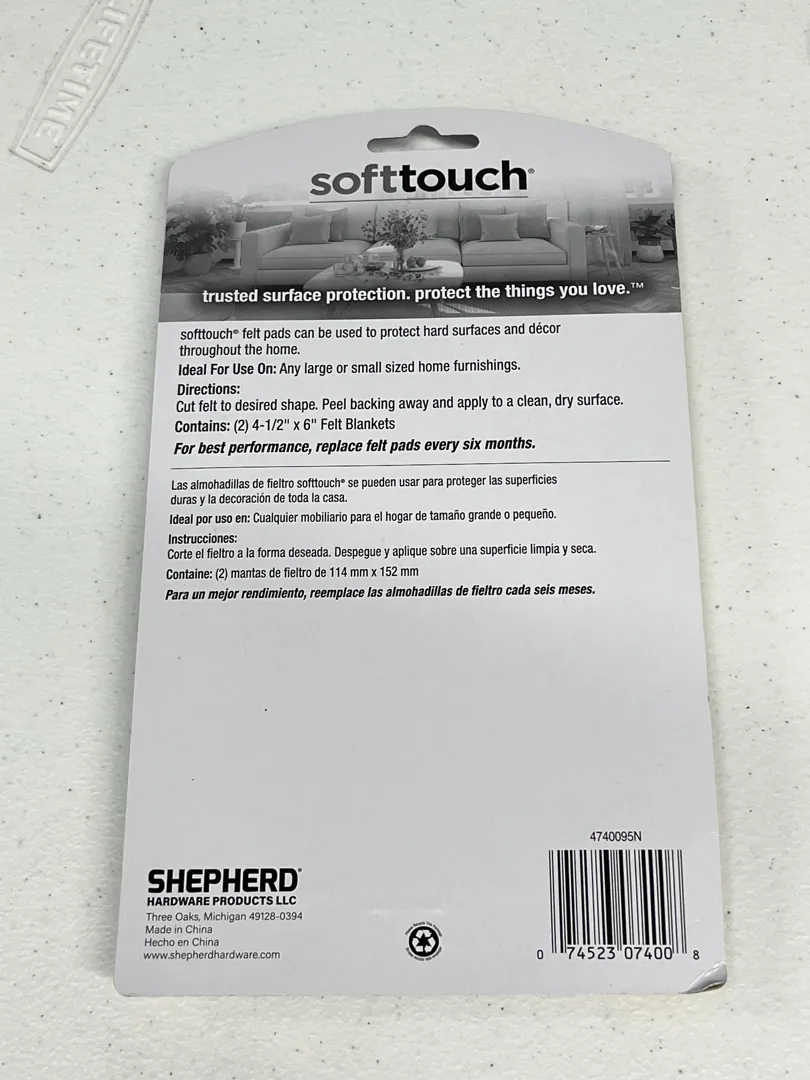 LIFETIME
softtouch®
trusted surface protection. protect the things you love.™
softtouch® felt pads can be used to protect hard surfaces and décor
throughout the home.
Ideal For Use On: Any large or small sized home furnishings.
Directions:
Cut felt to desired shape. Peel backing away and apply to a clean, dry surface.
Contains: (2) 4-1/2" x 6" Felt Blankets
For best performance, replace felt pads every six months.
Las almohadillas de fieltro softtouch® se pueden usar para proteger las superficies
duras y la decoración de toda la casa.
Ideal por uso en: Cualquier mobiliario para el hogar de tamaño grande o pequeño.
Instrucciones:
Corte el fieltro a la forma deseada. Despegue y aplique sobre una superficie limpia y seca.
Containe: (2) mantas de fieltro de 114 mm x 152 mm
Para un mejor rendimiento, reemplace las almohadillas de fieltro cada seis meses.
4740095N
SHEPHERD®
HARDWARE PRODUCTS LLC
Three Oaks, Michigan 49128-0394
Made in China
Hecho en China
www.shepherdhardware.com
0 74523 07400 8